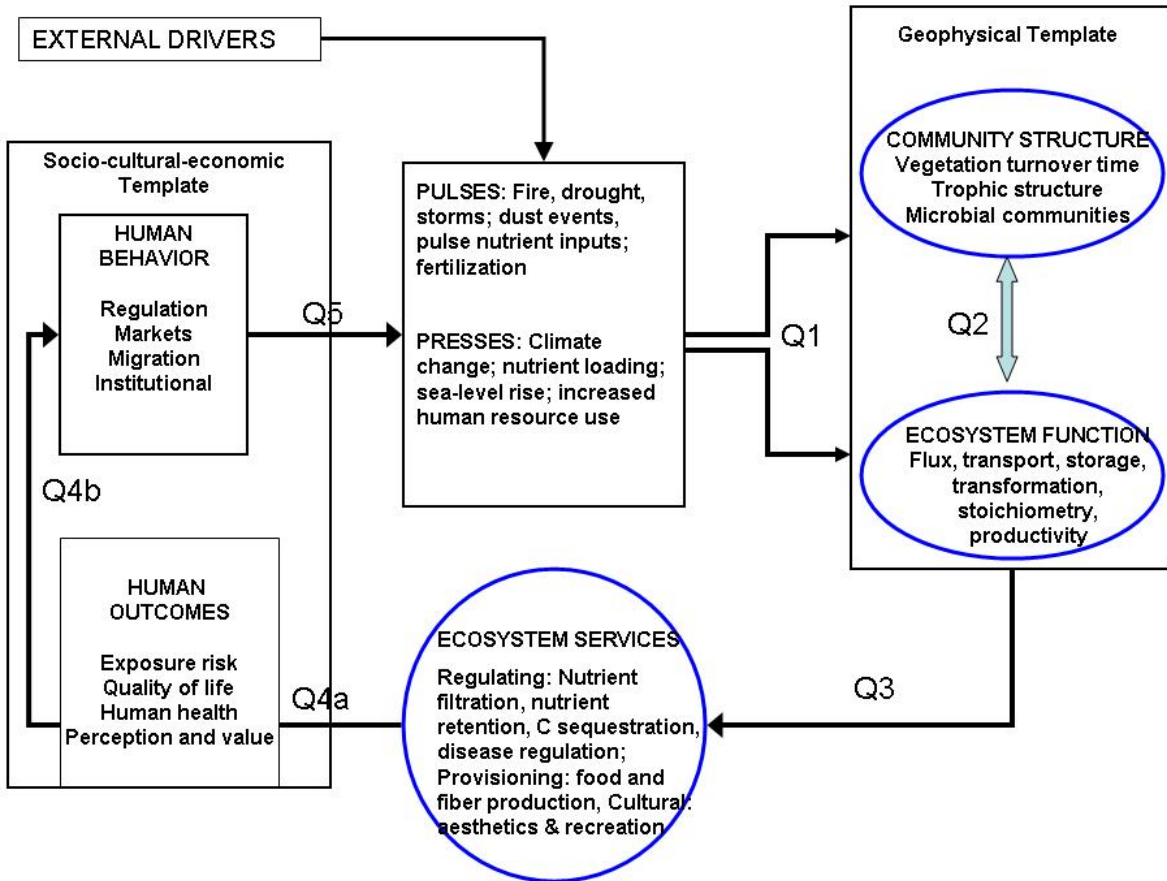 EXTERNAL DRIVERS
Geophysical Template
COMMUNITY STRUCTURE
Vegetation turnover time
Trophic structure
Microbial communities
Socio-cultural-economic
Template
HUMAN
BEHAVIOR
Regulation
Markets
Migration
Institutional
Q5
PULSES: Fire, drought,
storms; dust events,
pulse nutrient inputs;
fertilization
PRESSES: Climate
change; nutrient loading;
sea-level rise; increased
human resource use
Q1
Q2
ECOSYSTEM FUNCTION
Flux, transport, storage,
transformation,
stoichiometry,
productivity
Q4b
HUMAN
OUTCOMES
Exposure risk
Quality of life
Human health
Perception and value
Q4a
ECOSYSTEM SERVICES
Regulating: Nutrient
filtration, nutrient
retention, C sequestration,
disease regulation;
Provisioning: food and
fiber production, Cultural:
aesthetics & recreation
Q3